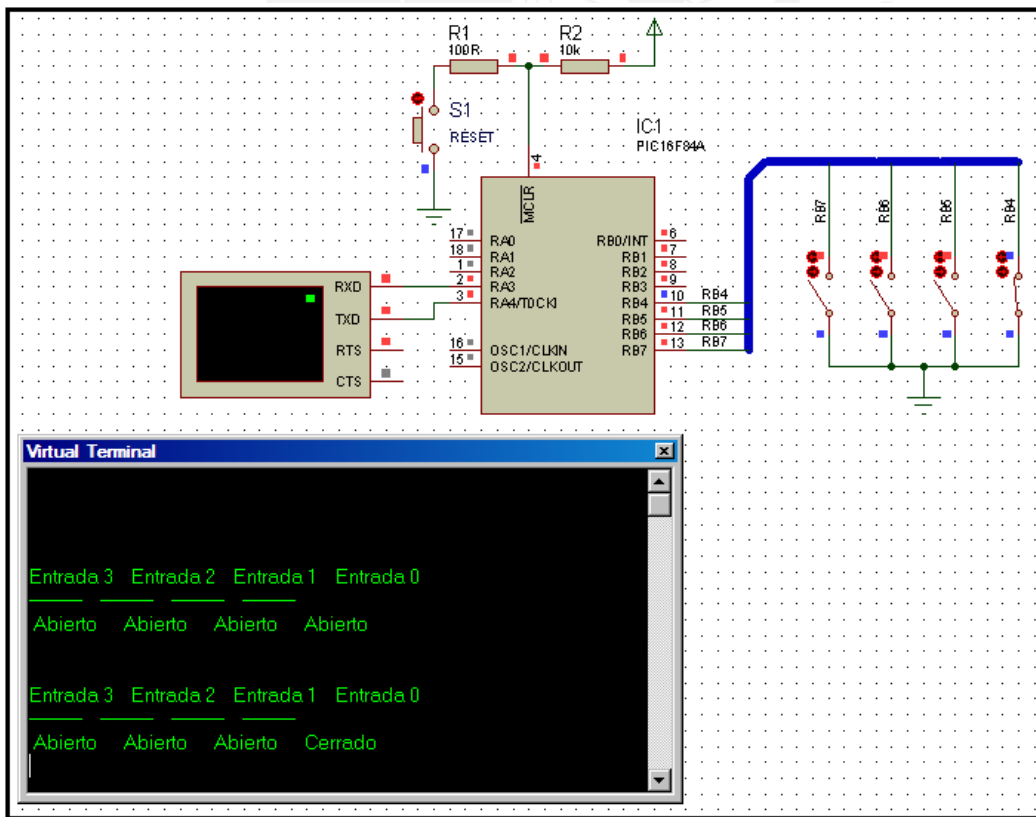 R1
100R
R2
10k
S1
RESET
IC1
PIC16F84A
4
MCLR
17 RA0
18 RA1
1 RA2
2 RA3
3 RA4/T0CKI
16 OSC1/CLKIN
15 OSC2/CLKOUT
RB0/INT 6
RB1 7
RB2 8
RB3 9
RB4 10 RB4
RB5 11 RB5
RB6 12 RB6
RB7 13 RB7
RB7 RB6 RB5 RB4
RXD
TXD
RTS
CTS
Virtual Terminal
Entrada 3 Entrada 2 Entrada 1 Entrada 0
Abierto Abierto Abierto Abierto
Entrada 3 Entrada 2 Entrada 1 Entrada 0
Abierto Abierto Abierto Cerrado